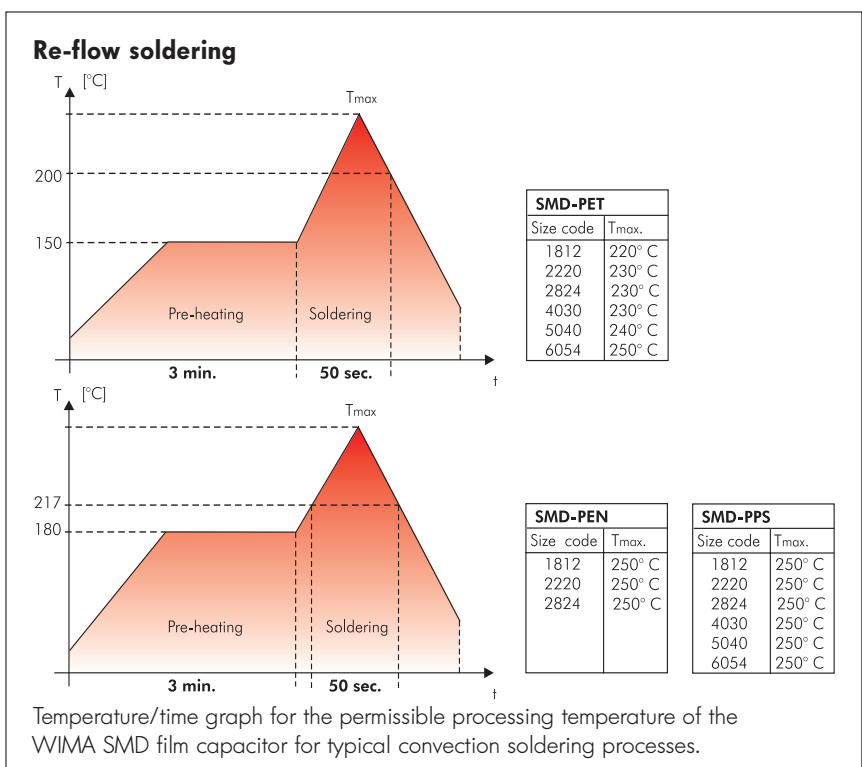 Re-flow soldering
T [°C]
Tmax
200
150
Pre-heating
Soldering
3 min.
50 sec.
t
SMD-PET
Size code Tmax.
1812 220° C
2220 230° C
2824 230° C
4030 230° C
5040 240° C
6054 250° C
T [°C]
Tmax
217
180
Pre-heating
Soldering
3 min.
50 sec.
t
SMD-PEN
Size code Tmax.
1812 250° C
2220 250° C
2824 250° C
SMD-PPS
Size code Tmax.
1812 250° C
2220 250° C
2824 250° C
4030 250° C
5040 250° C
6054 250° C
Temperature/time graph for the permissible processing temperature of the
WIMA SMD film capacitor for typical convection soldering processes.